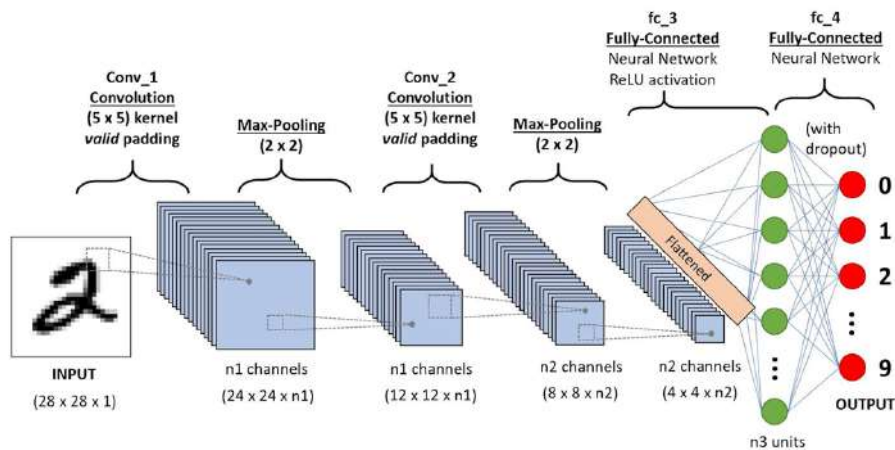 fc_3
Fully-Connected
Neural Network
ReLU activation
fc_4
Fully-Connected
Neural Network
Conv_1
Convolution
(5 x 5) kernel
valid padding
Max-Pooling
(2 x 2)
Conv_2
Convolution
(5 x 5) kernel
valid padding
Max-Pooling
(2 x 2)
(with
dropout)
Flattened
0
1
2
9
INPUT
(28 x 28 x 1)
n1 channels
(24 x 24 x n1)
n1 channels
(12 x 12 x n1)
n2 channels
(8 x 8 x n2)
n2 channels
(4 x 4 x n2)
OUTPUT
n3 units